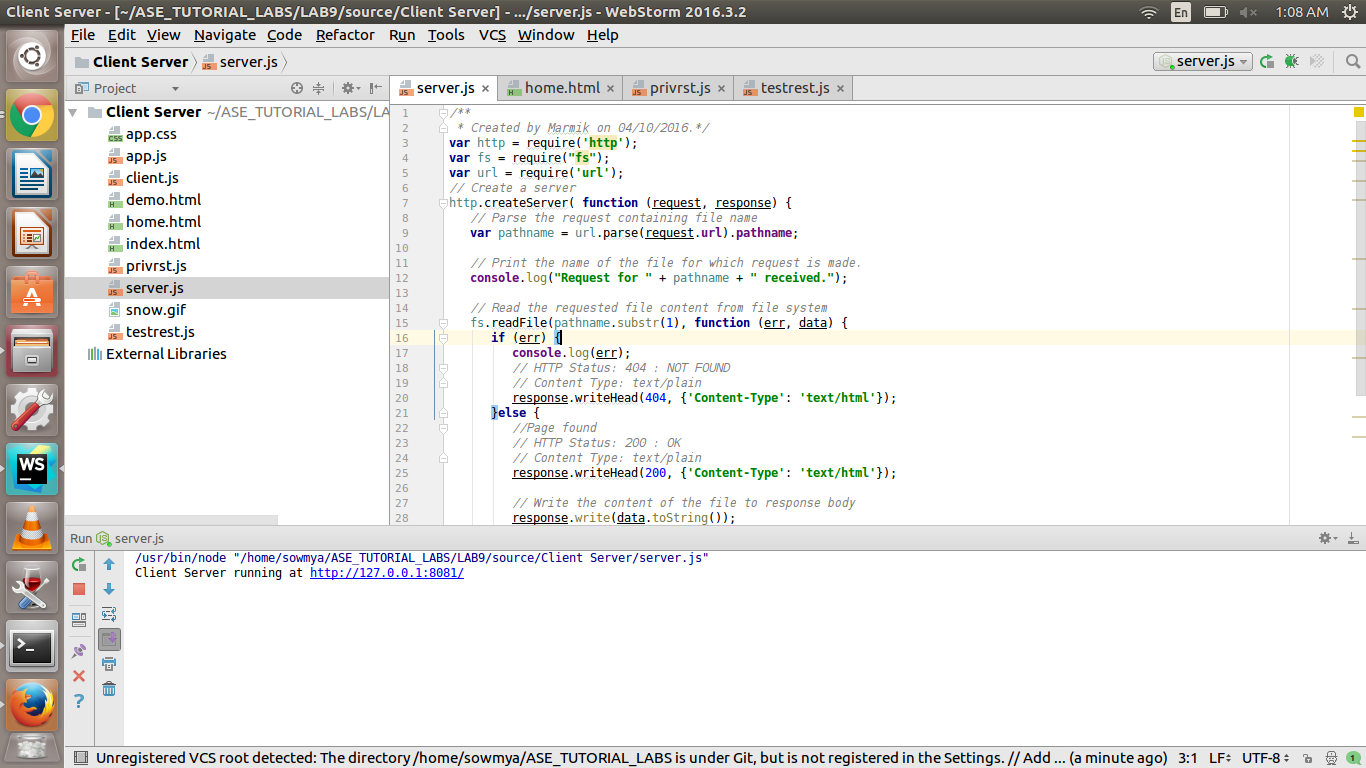 Client Server - [~/ASE_TUTORIAL_LABS/LAB9/source/Client Server] - .../server.js - WebStorm 2016.3.2
En
1:08 AM
File Edit View Navigate Code Refactor Run Tools VCS Window Help
Client Server server.js
server.js
Project
server.js × home.html × privrst.js × testrest.js ×
Client Server ~/ASE_TUTORIAL_LABS/LA
app.css
app.js
client.js
demo.html
home.html
index.html
privrst.js
server.js
snow.gif
testrest.js
External Libraries
1 /**
2 * Created by Marmik on 04/10/2016.*/
3 var http = require('http');
4 var fs = require("fs");
5 var url = require('url');
6 // Create a server
7 http.createServer( function (request, response) {
8 // Parse the request containing file name
9 var pathname = url.parse(request.url).pathname;
10
11 // Print the name of the file for which request is made.
12 console.log("Request for " + pathname + " received.");
13
14 // Read the requested file content from file system
15 fs.readFile(pathname.substr(1), function (err, data) {
16 if (err) {
17 console.log(err);
18 // HTTP Status: 404 : NOT FOUND
19 // Content Type: text/plain
20 response.writeHead(404, {'Content-Type': 'text/html'});
21 }else {
22 //Page found
23 // HTTP Status: 200 : OK
24 // Content Type: text/plain
25 response.writeHead(200, {'Content-Type': 'text/html'});
26
27 // Write the content of the file to response body
28 response.write(data.toString());
WS
Run server.js
/usr/bin/node "/home/sowmya/ASE_TUTORIAL_LABS/LAB9/source/Client Server/server.js"
Client Server running at http://127.0.0.1:8081/
Unregistered VCS root detected: The directory /home/sowmya/ASE_TUTORIAL_LABS is under Git, but is not registered in the Settings. // Add ... (a minute ago) 3:1 LF UTF-8 1